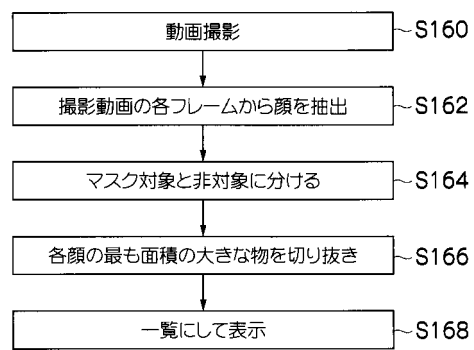 動画撮影 S160
撮影動画の各フレームから顔を抽出 S162
マスク対象と非対象に分ける S164
各顔の最も面積の大きな物を切り抜き S166
一覧にして表示 S168